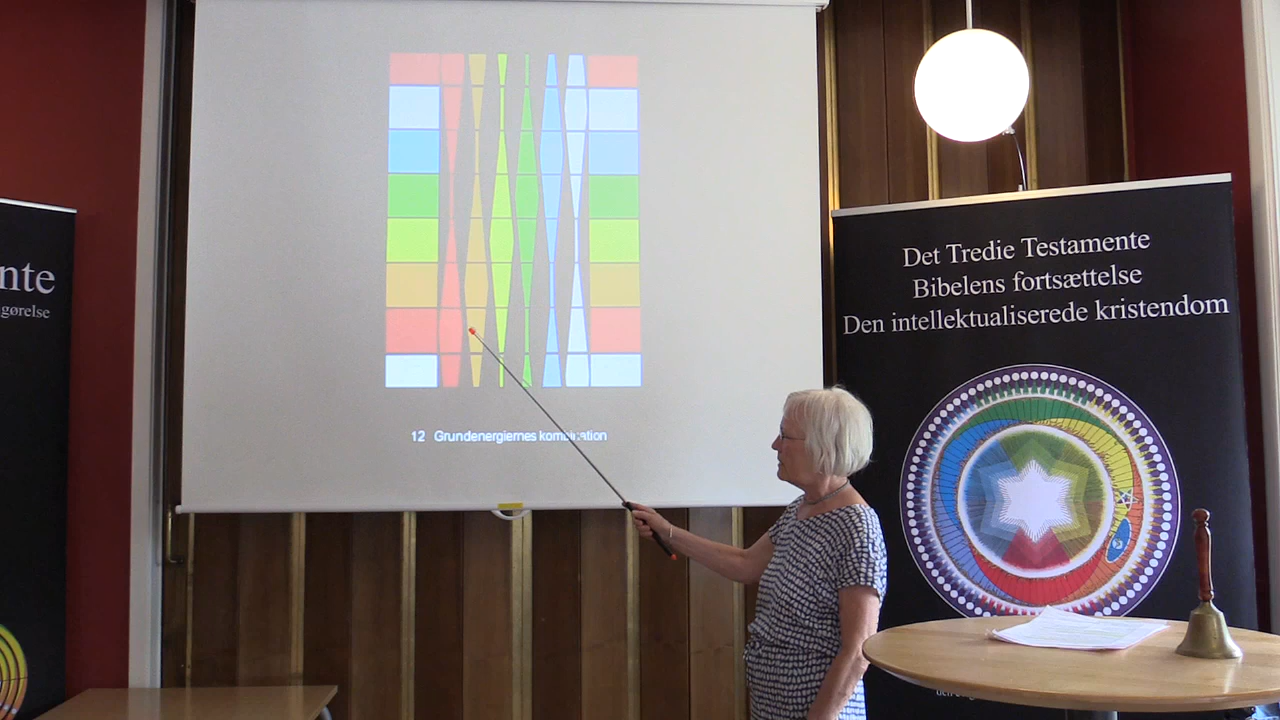 12 Grundenergiernes kombination
nte
gørelse
Det Tredie Testamente
Bibelens fortsættelse
Den intellektualiserede kristendom